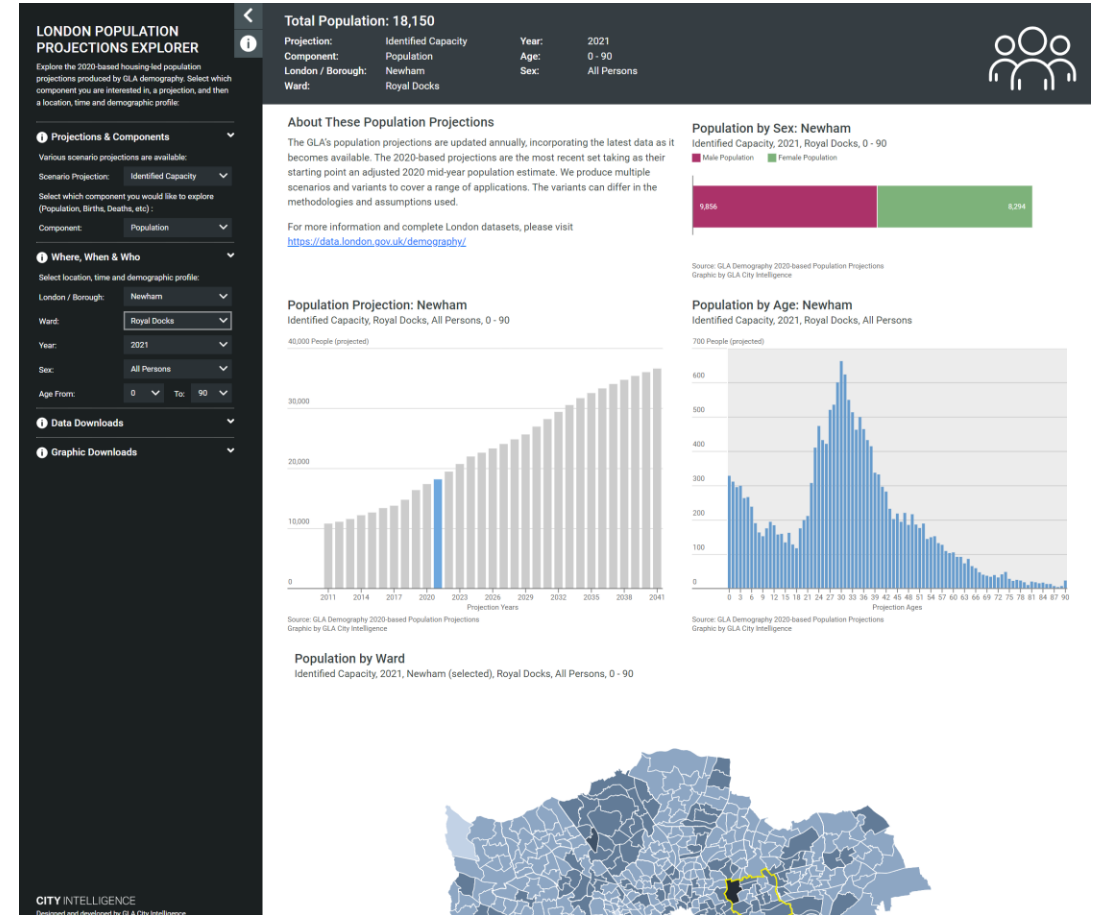 LONDON POPULATION
PROJECTIONS EXPLORER
Explore the 2020-based housing-led population
projections produced by GLA demography. Select which
component you are interested in, a projection, and then
a location, time and demographic profile:
Projections & Components
Various scenario projections are available:
Scenario Projection: Identified Capacity
Select which component you would like to explore
(Population, Births, Deaths, etc) :
Component: Population
Where, When & Who
Select location, time and demographic profile:
London / Borough: Newham
Ward: Royal Docks
Year: 2021
Sex: All Persons
Age From: 0 To: 90
Data Downloads
Graphic Downloads
CITY INTELLIGENCE
Designed and developed by GLA City Intelligence
Total Population: 18,150
Projection: Identified Capacity Year: 2021
Component: Population Age: 0 - 90
London / Borough: Newham Sex: All Persons
Ward: Royal Docks
About These Population Projections
The GLA's population projections are updated annually, incorporating the latest data as it
becomes available. The 2020-based projections are the most recent set taking as their
starting point an adjusted 2020 mid-year population estimate. We produce multiple
scenarios and variants to cover a range of applications. The variants can differ in the
methodologies and assumptions used.
For more information and complete London datasets, please visit
https://data.london.gov.uk/demography/
Population by Sex: Newham
Identified Capacity, 2021, Royal Docks, 0 - 90
Male Population Female Population
9,856 8,294
Source: GLA Demography 2020-based Population Projections
Graphic by GLA City Intelligence
Population Projection: Newham
Identified Capacity, Royal Docks, All Persons, 0 - 90
40,000 People (projected)
30,000
20,000
10,000
0
2011 2014 2017 2020 2023 2026 2029 2032 2035 2038 2041
Projection Years
Source: GLA Demography 2020-based Population Projections
Graphic by GLA City Intelligence
Population by Age: Newham
Identified Capacity, 2021, Royal Docks, All Persons
700 People (projected)
600
500
400
300
200
100
0
0 3 6 9 12 15 18 21 24 27 30 33 36 39 42 45 48 51 54 57 60 63 66 69 72 75 78 81 84 87 90
Projection Ages
Source: GLA Demography 2020-based Population Projections
Graphic by GLA City Intelligence
Population by Ward
Identified Capacity, 2021, Newham (selected), Royal Docks, All Persons, 0 - 90